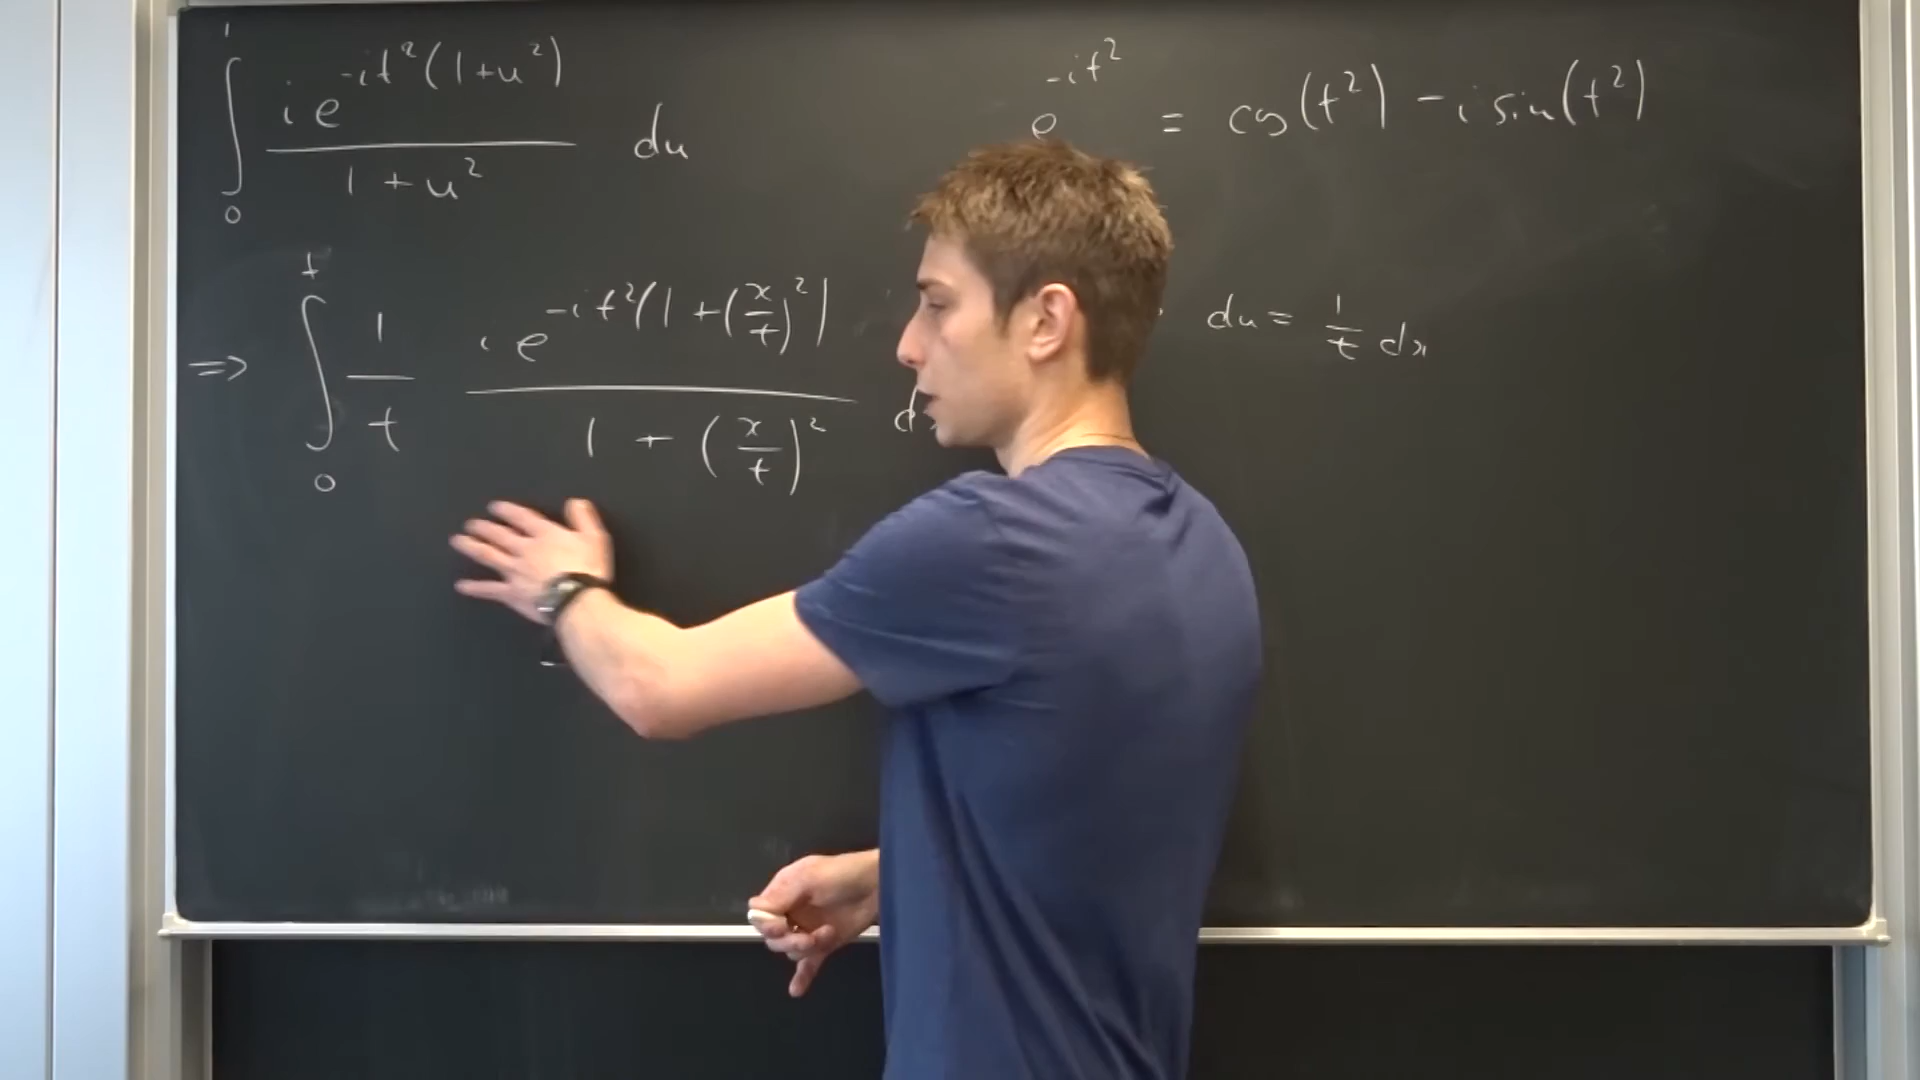 ∫₀¹ i e^{-it²(1+u²)} / (1+u²) du
e^{-it²} = cos(t²) - i sin(t²)
=> ∫₀ᵗ 1/t i e^{-it²(1+(x/t)²)} / (1+(x/t)²) dx
du = 1/t dx